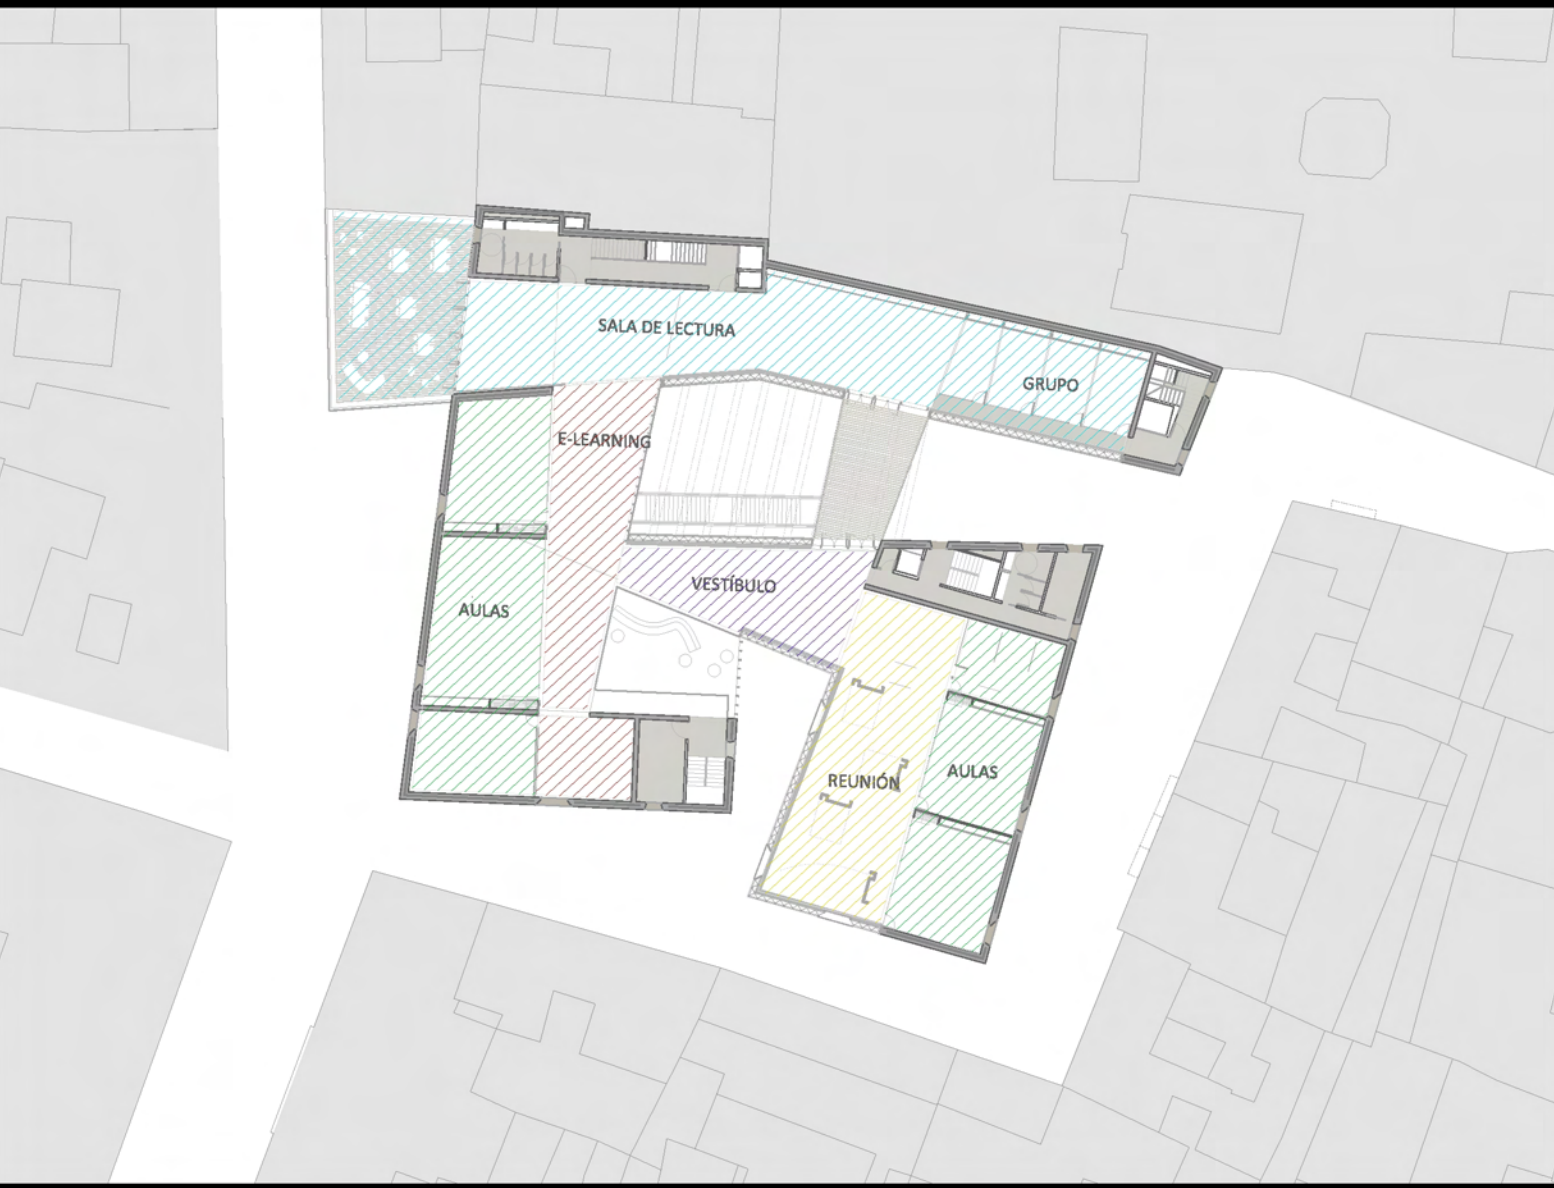 SALA DE LECTURA
GRUPO
E-LEARNING
VESTÍBULO
AULAS
REUNIÓN
AULAS